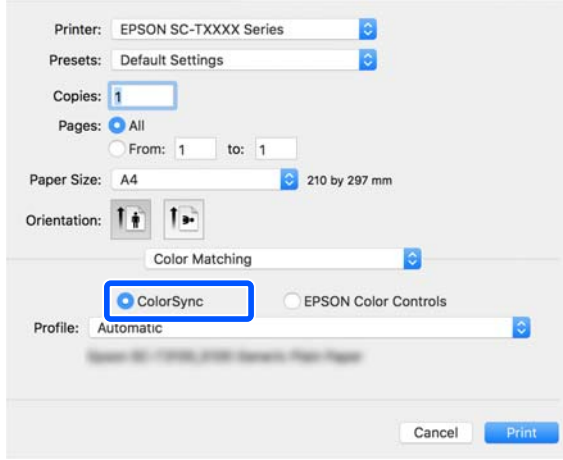 Printer: EPSON SC-TXXXX Series
Presets: Default Settings
Copies: 1
Pages: All
From: 1 to: 1
Paper Size: A4 210 by 297 mm
Orientation:
Color Matching
ColorSync EPSON Color Controls
Profile: Automatic
Cancel Print